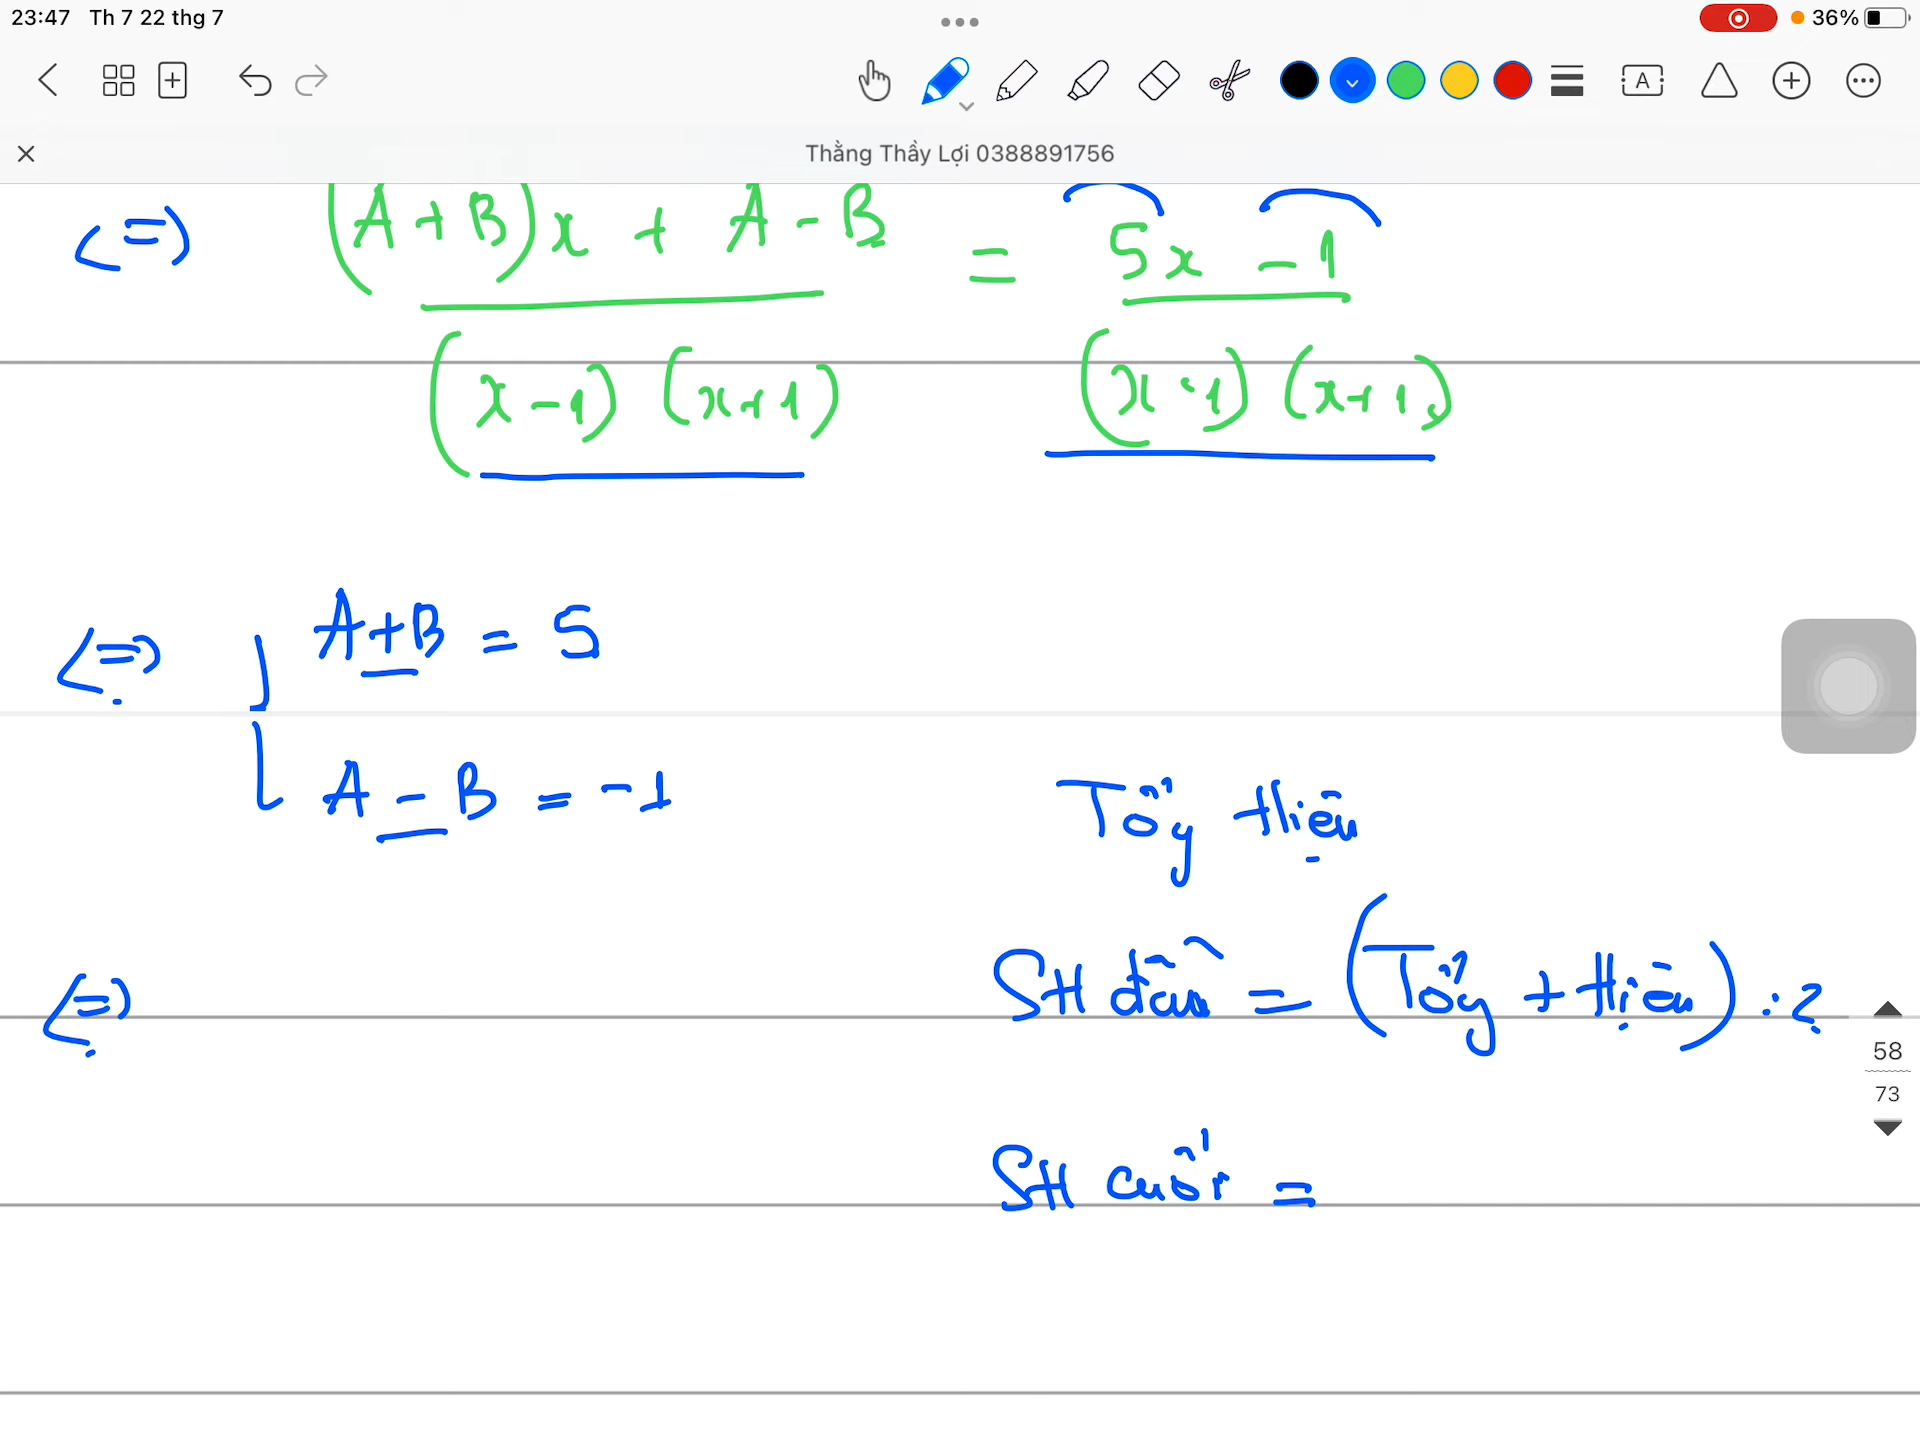 23:47 Th 7 22 thg 7
36%
A
Thằng Thầy Lợi 0388891756
<=> (A + B)x + A - B = 5x - 1
(x - 1) (x + 1) (x - 1) (x + 1)
<=> A + B = 5
A - B = -1
Tổng Hiệu
SH đầu = (Tổng + Hiệu) : 2
<=>
58
73
SH cuối =